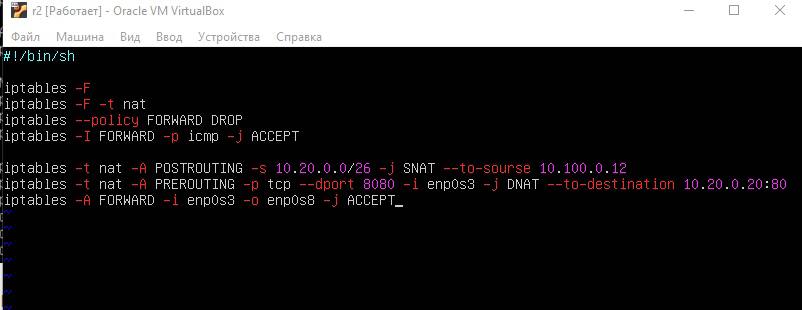 r2 [Работает] - Oracle VM VirtualBox
Файл Машина Вид Ввод Устройства Справка
#!/bin/sh
iptables -F
iptables -F -t nat
iptables --policy FORWARD DROP
iptables -I FORWARD -p icmp -j ACCEPT
iptables -t nat -A POSTROUTING -s 10.20.0.0/26 -j SNAT --to-sourse 10.100.0.12
iptables -t nat -A PREROUTING -p tcp --dport 8080 -i enp0s3 -j DNAT --to-destination 10.20.0.20:80
iptables -A FORWARD -i enp0s3 -o enp0s8 -j ACCEPT_
~
~
~
~
~
~